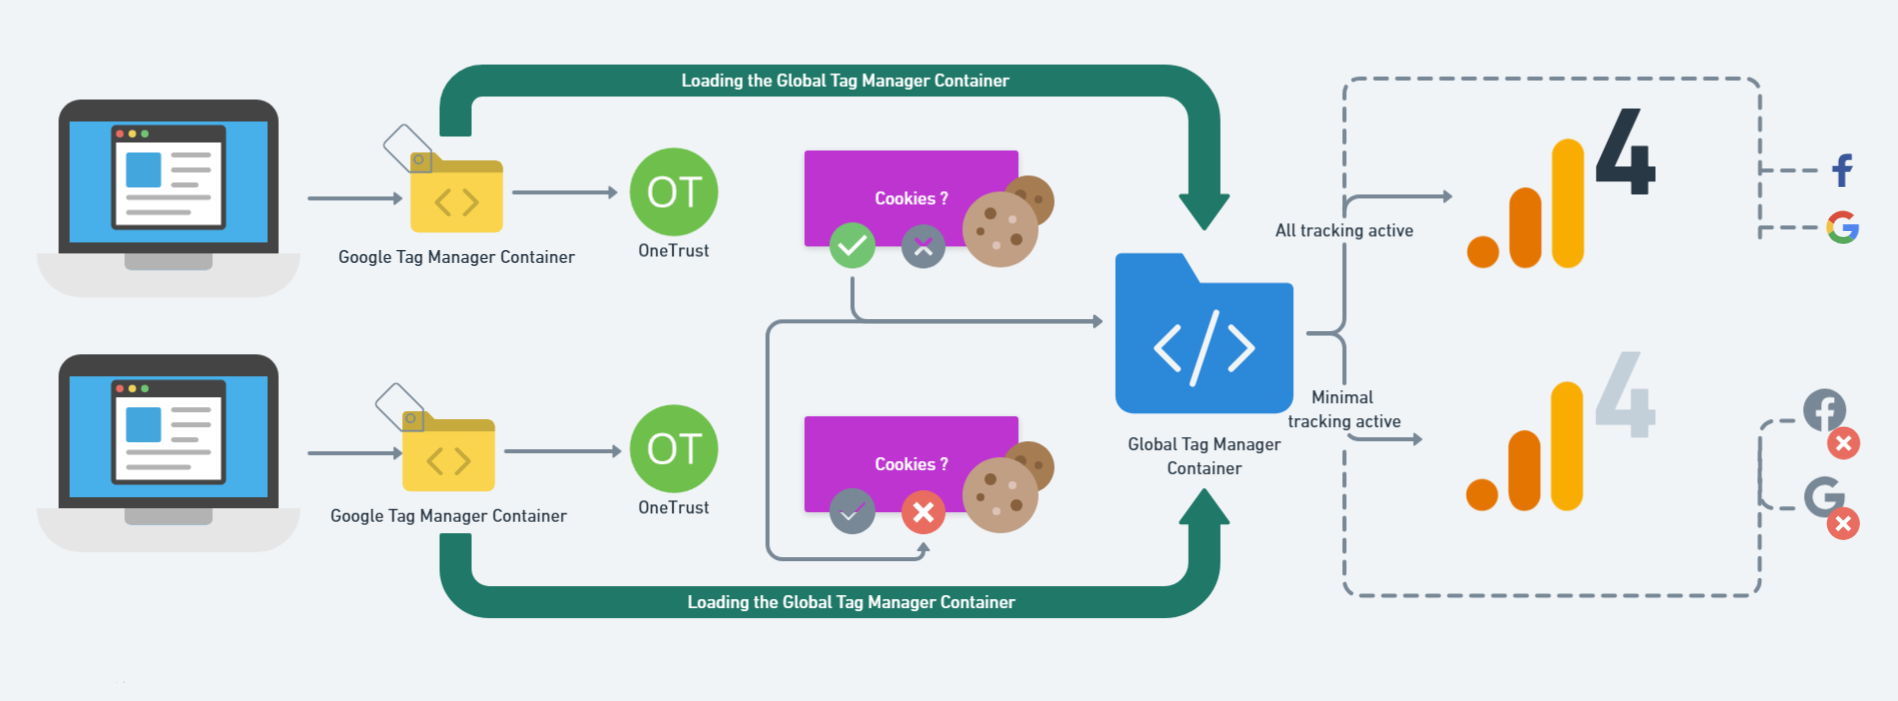 Loading the Global Tag Manager Container
Google Tag Manager Container
OT
OneTrust
Cookies ?
All tracking active
4
Google Tag Manager Container
OT
OneTrust
Cookies ?
Global Tag Manager
Container
Minimal
tracking active
4
Loading the Global Tag Manager Container